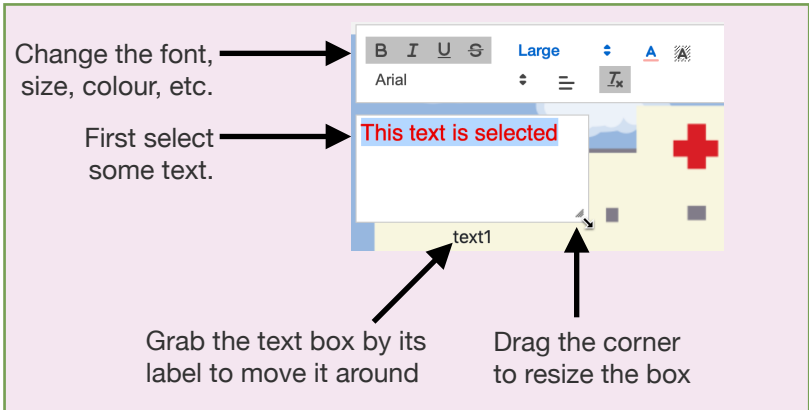 Change the font,
size, colour, etc.
B I U S Large A A
Arial Tx
First select
some text.
This text is selected
text1
Grab the text box by its
label to move it around
Drag the corner
to resize the box